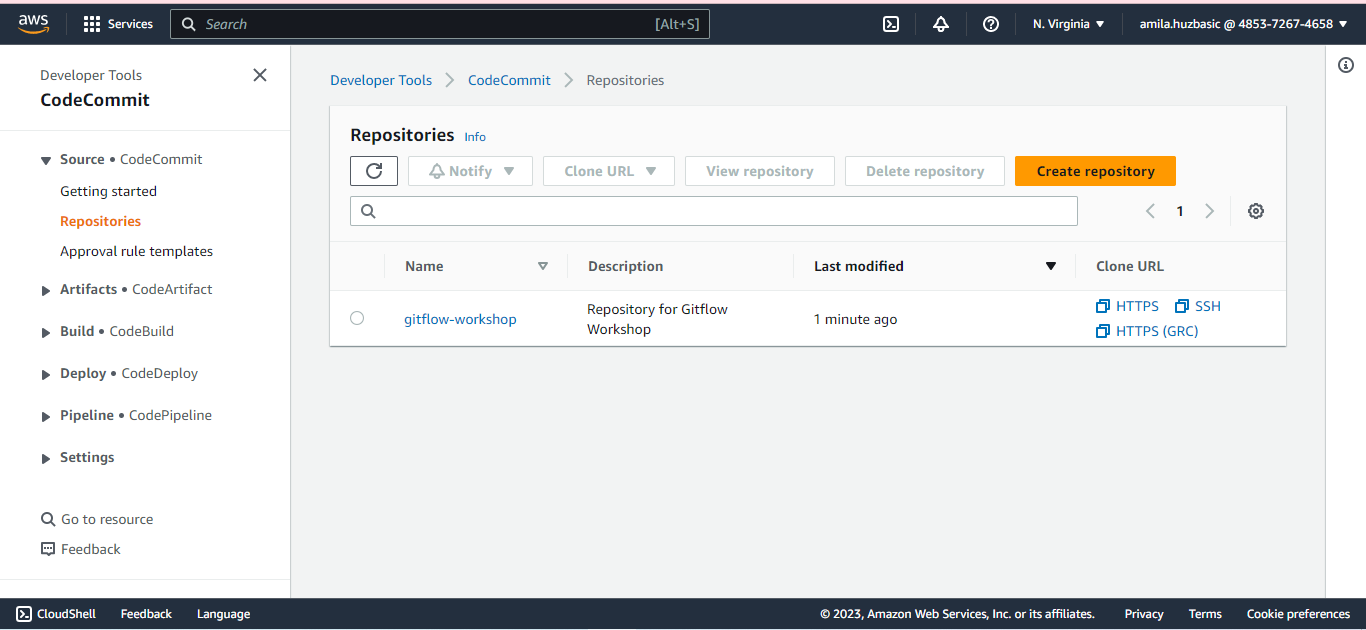 aws
Services
Search
[Alt+S]
N. Virginia
amila.huzbasic @ 4853-7267-4658
Developer Tools
CodeCommit
Source • CodeCommit
Getting started
Repositories
Approval rule templates
Artifacts • CodeArtifact
Build • CodeBuild
Deploy • CodeDeploy
Pipeline • CodePipeline
Settings
Go to resource
Feedback
Developer Tools
CodeCommit
Repositories
Repositories Info
Notify
Clone URL
View repository
Delete repository
Create repository
1
Name
Description
Last modified
Clone URL
gitflow-workshop
Repository for Gitflow
Workshop
1 minute ago
HTTPS
SSH
HTTPS (GRC)
CloudShell
Feedback
Language
© 2023, Amazon Web Services, Inc. or its affiliates.
Privacy
Terms
Cookie preferences